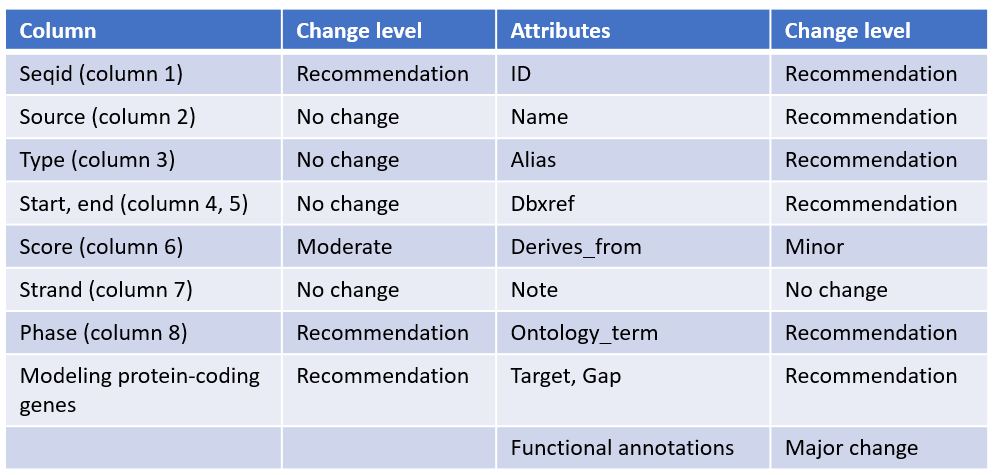 Column Change level Attributes Change level
Seqid (column 1) Recommendation ID Recommendation
Source (column 2) No change Name Recommendation
Type (column 3) No change Alias Recommendation
Start, end (column 4, 5) No change Dbxref Recommendation
Score (column 6) Moderate Derives_from Minor
Strand (column 7) No change Note No change
Phase (column 8) Recommendation Ontology_term Recommendation
Modeling protein-coding Recommendation Target, Gap Recommendation
genes
Functional annotations Major change